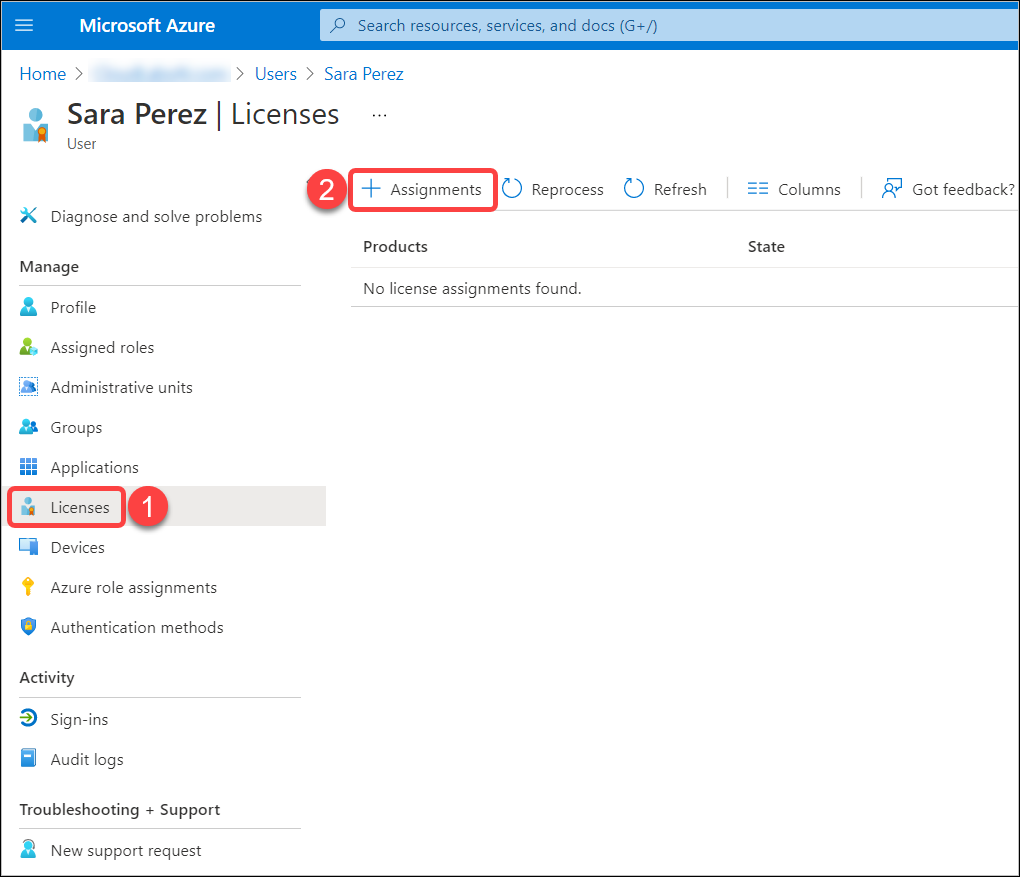 Microsoft Azure
Search resources, services, and docs (G+/)
Home > > Users > Sara Perez
Sara Perez | Licenses ...
User
2
+ Assignments Reprocess Refresh Columns Got feedback?
Diagnose and solve problems
Products State
No license assignments found.
Manage
Profile
Assigned roles
Administrative units
Groups
Applications
Licenses 1
Devices
Azure role assignments
Authentication methods
Activity
Sign-ins
Audit logs
Troubleshooting + Support
New support request